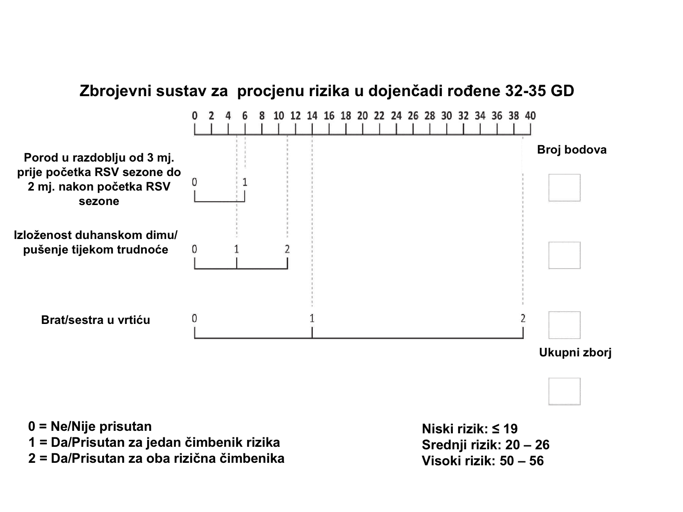 Zbrojevni sustav za  procjenu rizika u dojenčadi rođene 32-35 GD
0 2 4 6 8 10 12 14 16 18 20 22 24 26 28 30 32 34 36 38 40
Broj bodova
Porod u razdoblju od 3 mj.
prije početka RSV sezone do
2 mj. nakon početka RSV
sezone
0 1
Izloženost duhanskom dimu/
pušenje tijekom trudnoće
0 1 2
Brat/sestra u vrtiću
0 1 2
Ukupni zborj
0 = Ne/Nije prisutan
1 = Da/Prisutan za jedan čimbenik rizika
2 = Da/Prisutan za oba rizična čimbenika
Niski rizik: ≤ 19
Srednji rizik: 20 – 26
Visoki rizik: 50 – 56